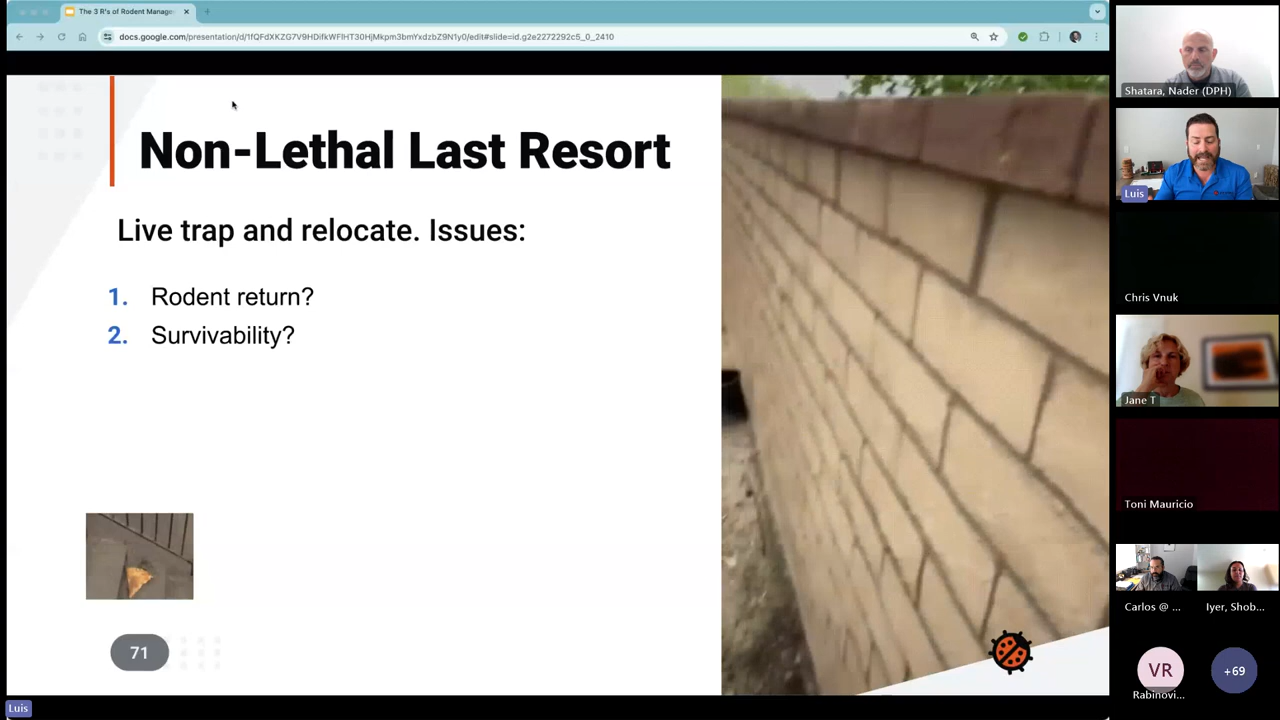 The 3 R's of Rodent Manage
docs.google.com/presentation/d/1fQFdXKZG7V9HDifkWFIHT30HjMkpm3bmYxdzbZ9N1y0/edit#slide=id.g2e2272292c5_0_2410
Non-Lethal Last Resort
Live trap and relocate. Issues:
1. Rodent return?
2. Survivability?
71
Luis
Shatara, Nader (DPH)
Luis
Chris Vnuk
Jane T
Toni Mauricio
Carlos @ ...
Iyer, Shob...
VR
Rabinovi...
+69